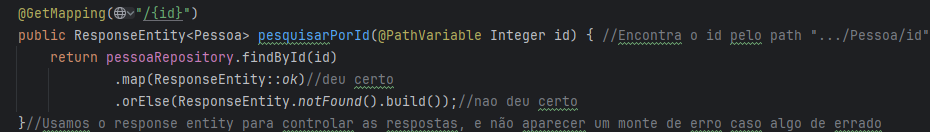 @GetMapping("/{id}")
public ResponseEntity<Pessoa> pesquisarPorId(@PathVariable Integer id) { //Encontra o id pelo path ".../Pessoa/id"
return pessoaRepository.findById(id)
.map(ResponseEntity::ok)//deu certo
.orElse(ResponseEntity.notFound().build());//nao deu certo
}//Usamos o response entity para controlar as respostas, e não aparecer um monte de erro caso algo de errado